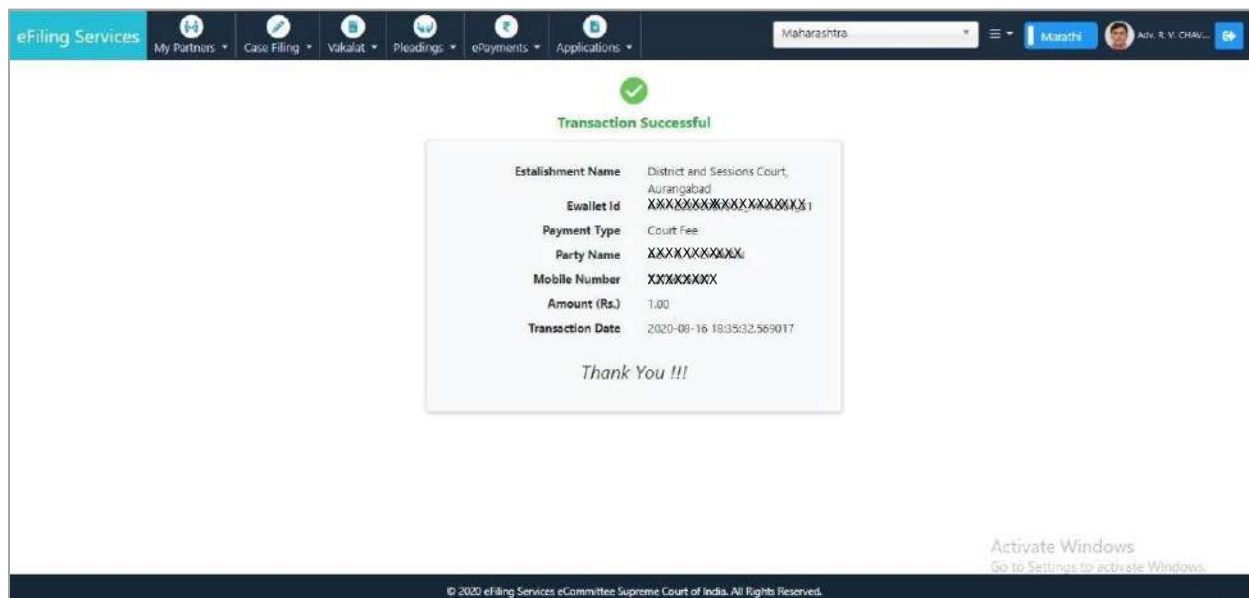 eFiling Services
My Partners
Case Filing
Vakalat
Pleadings
ePayments
Applications
Maharashtra
Marathi
Adv. R. V. CHAV...
Transaction Successful
Estalishment Name District and Sessions Court,
Aurangabad
Ewallet Id
Payment Type Court Fee
Party Name XXXXXXXXXXX
Mobile Number XXXXXXXX
Amount (Rs.) 1.00
Transaction Date 2020-08-16 18:35:32.569017
Thank You !!!
Activate Windows
Go to Settings to activate Windows.
© 2020 eFiling Services eCommittee Supreme Court of India. All Rights Reserved.